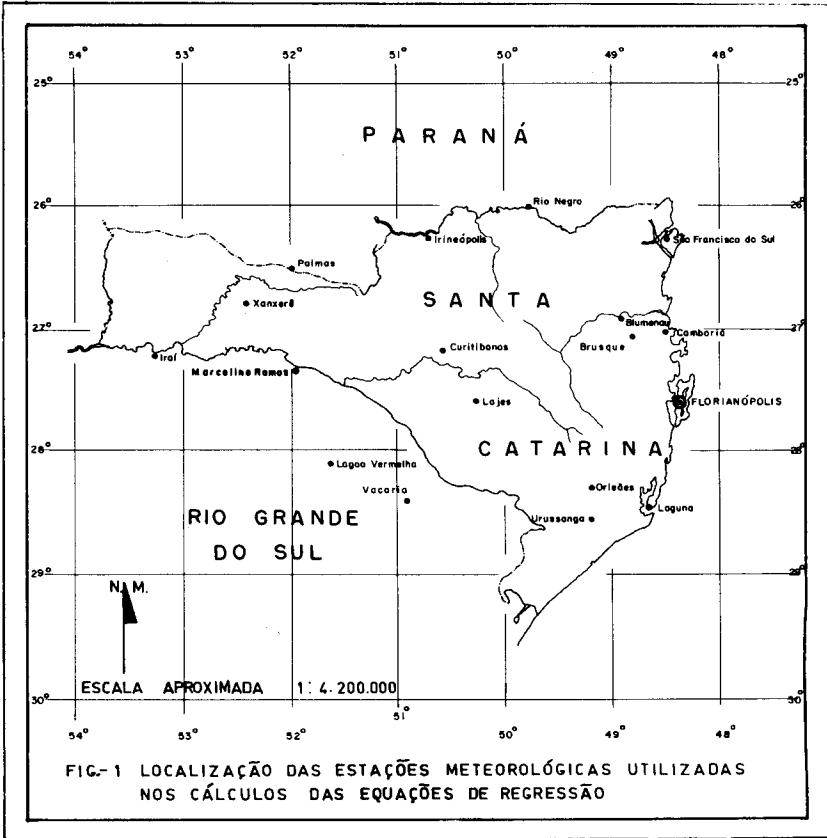 54° 53° 52° 51° 50° 49° 48°
25° 25°
PARANÁ
Rio Negro
26° 26°
Irineópolis
São Francisco do Sul
Palmas
Xanxerê
SANTA
Blumenau
27° 27°
Camboriú
Brusque
Curitibanos
Iraí
Marcelino Ramos
Lajes
FLORIANÓPOLIS
CATARINA
28° 28°
Lagoa Vermelha
Vacaria
Orleães
Laguna
Urussanga
RIO GRANDE
DO SUL
29° 29°
N.M.
ESCALA APROXIMADA 1:4.200.000
30° 30°
54° 53° 52° 51° 50° 49° 48°
FIG.-1 LOCALIZAÇÃO DAS ESTAÇÕES METEOROLÓGICAS UTILIZADAS
NOS CÁLCULOS DAS EQUAÇÕES DE REGRESSÃO